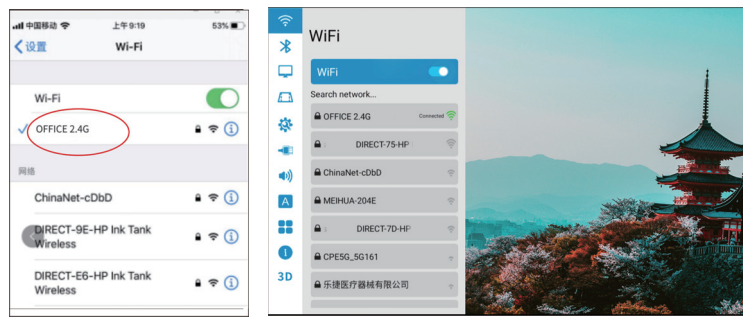 中国移动
上午9:19
53%
设置
Wi-Fi
Wi-Fi
OFFICE 2.4G
网络
ChinaNet-cDbD
DIRECT-9E-HP Ink Tank
Wireless
DIRECT-E6-HP Ink Tank
Wireless
WiFi
WiFi
Search network...
OFFICE 2.4G
Connected
DIRECT-75-HP
ChinaNet-cDbD
MEIHUA-204E
DIRECT-7D-HP
CPE5G_5G161
乐捷医疗器械有限公司
A
3D